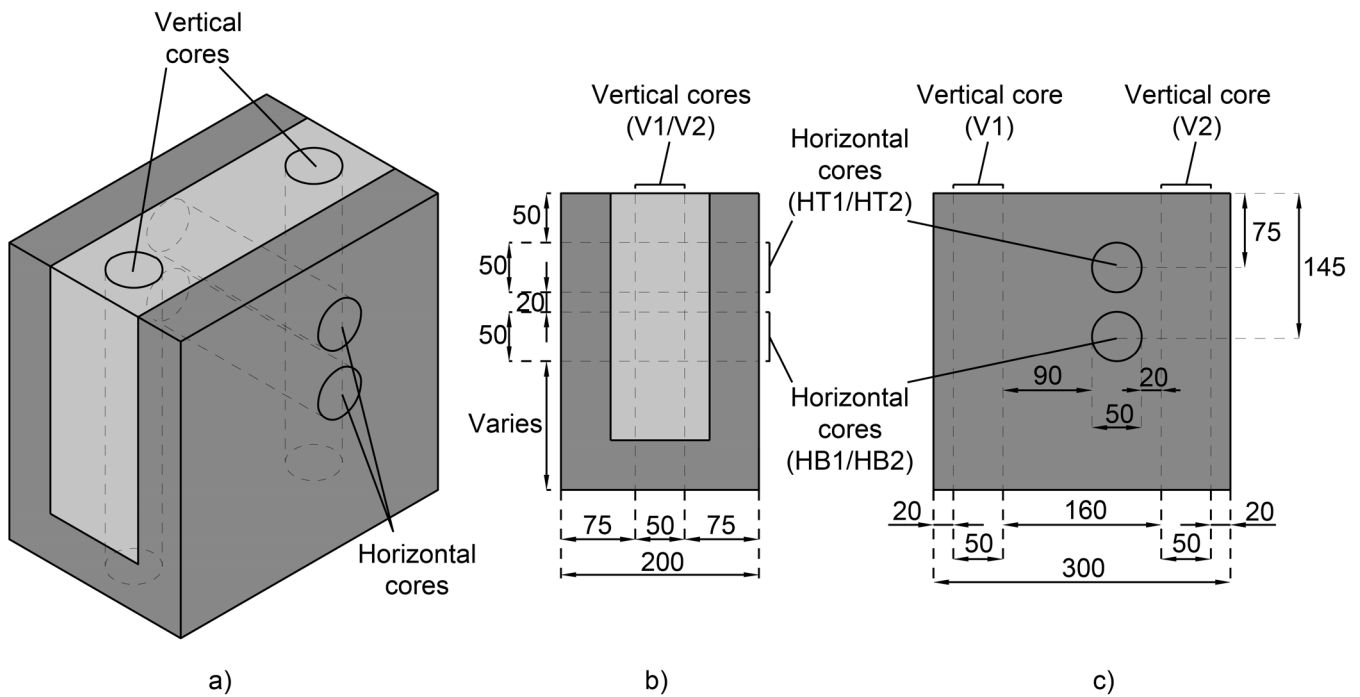 Vertical
cores
Horizontal
cores
a)
Vertical cores
(V1/V2)
50
50
20
50
Varies
75
50
75
200
b)
Horizontal
cores
(HT1/HT2)
Horizontal
cores
(HB1/HB2)
Vertical core
(V1)
Vertical core
(V2)
75
145
90
20
50
20
160
20
50
50
300
c)